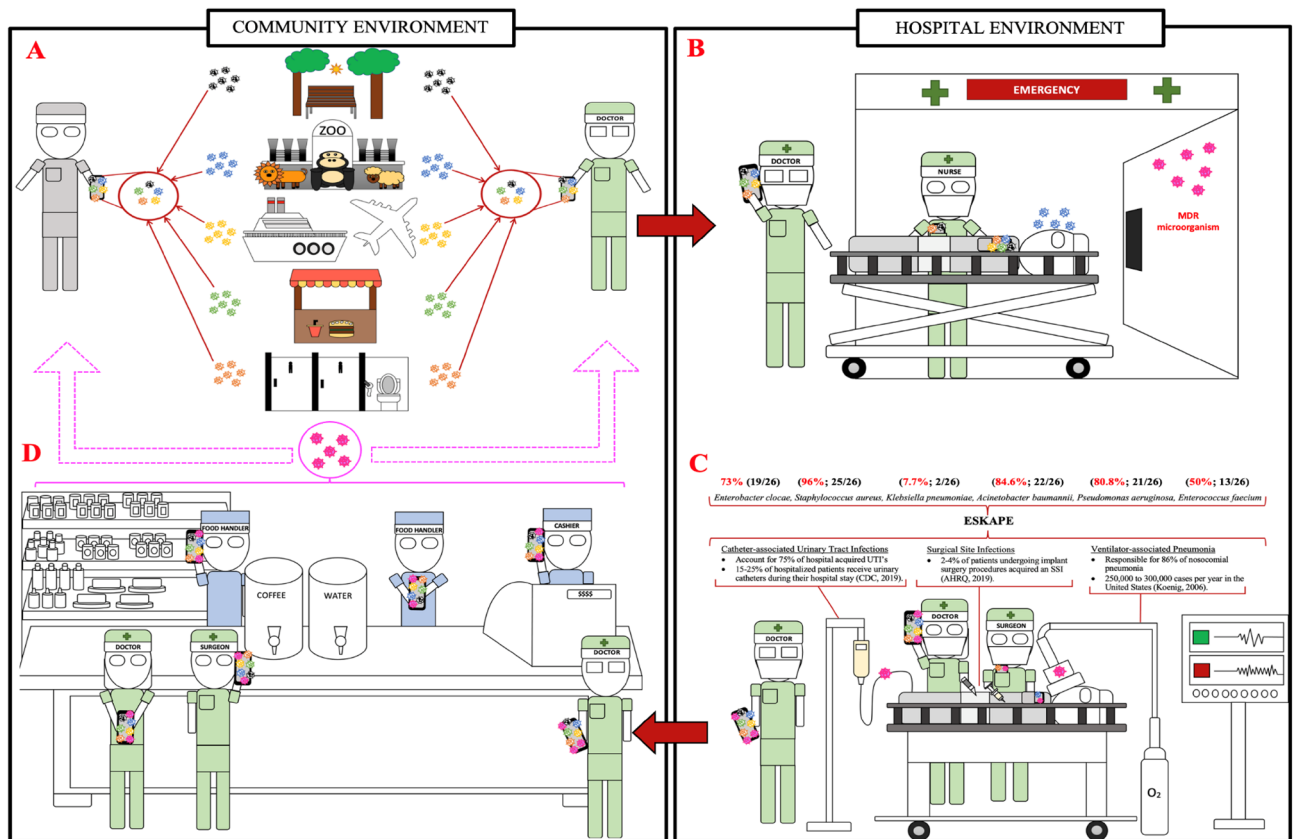 COMMUNITY ENVIRONMENT
HOSPITAL ENVIRONMENT
A
ZOO
DOCTOR
B
EMERGENCY
DOCTOR
NURSE
MDR
microorganism
D
FOOD HANDLER
FOOD HANDLER
CASHIER
COFFEE
WATER
$$$$
DOCTOR
SURGEON
DOCTOR
C
73% (19/26) (96%; 25/26) (7.7%; 2/26) (84.6%; 22/26) (80.8%; 21/26) (50%; 13/26)
Enterobacter clocae, Staphylococcus aureus, Klebsiella pneumoniae, Acinetobacter baumannii, Pseudomonas aeruginosa, Enterococcus faecium
ESKAPE
Catheter-associated Urinary Tract Infections
• Account for 75% of hospital acquired UTI's
• 15-25% of hospitalized patients receive urinary
catheters during their hospital stay (CDC, 2019).
Surgical Site Infections
• 2-4% of patients undergoing implant
surgery procedures acquired an SSI
(AHRQ, 2019).
Ventilator-associated Pneumonia
• Responsible for 86% of nosocomial
pneumonia
• 250,000 to 300,000 cases per year in the
United States (Koenig, 2006).
DOCTOR
DOCTOR
SURGEON
O2